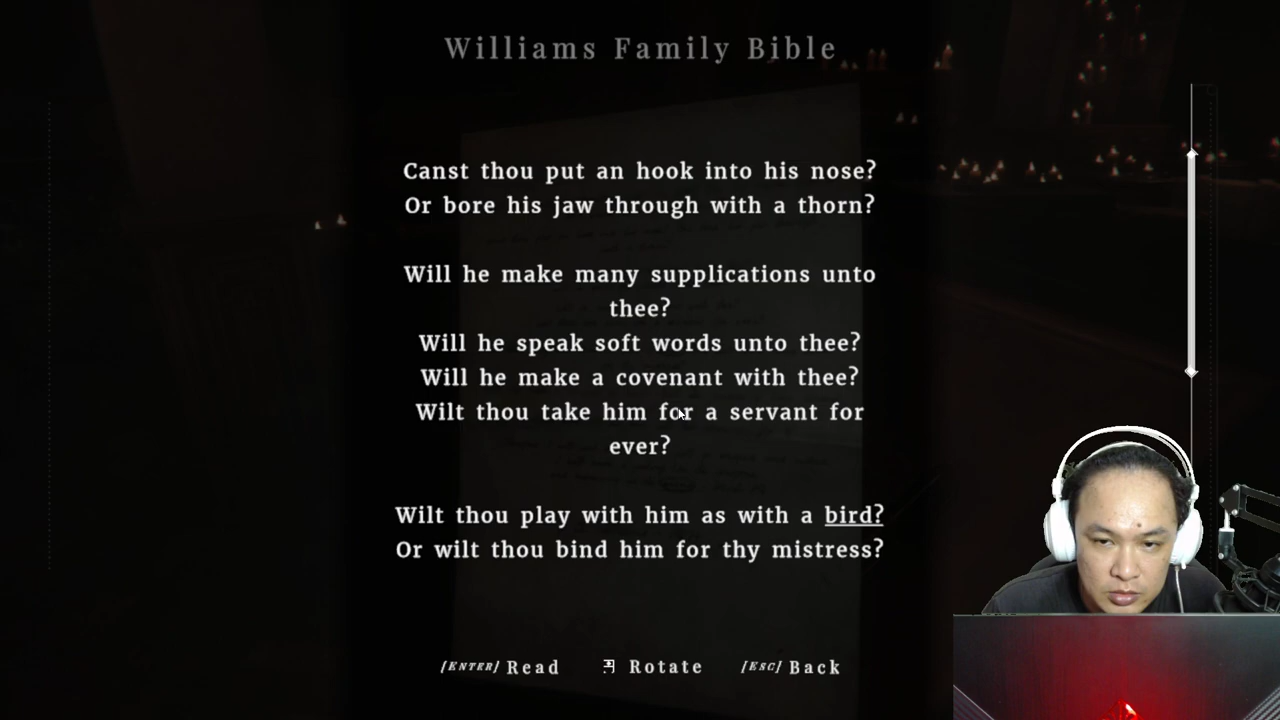 Williams Family Bible
Canst thou put an hook into his nose?
Or bore his jaw through with a thorn?
Will he make many supplications unto
thee?
Will he speak soft words unto thee?
Will he make a covenant with thee?
Wilt thou take him for a servant for
ever?
Wilt thou play with him as with a bird?
Or wilt thou bind him for thy mistress?
[ENTER] Read Rotate [ESC] Back